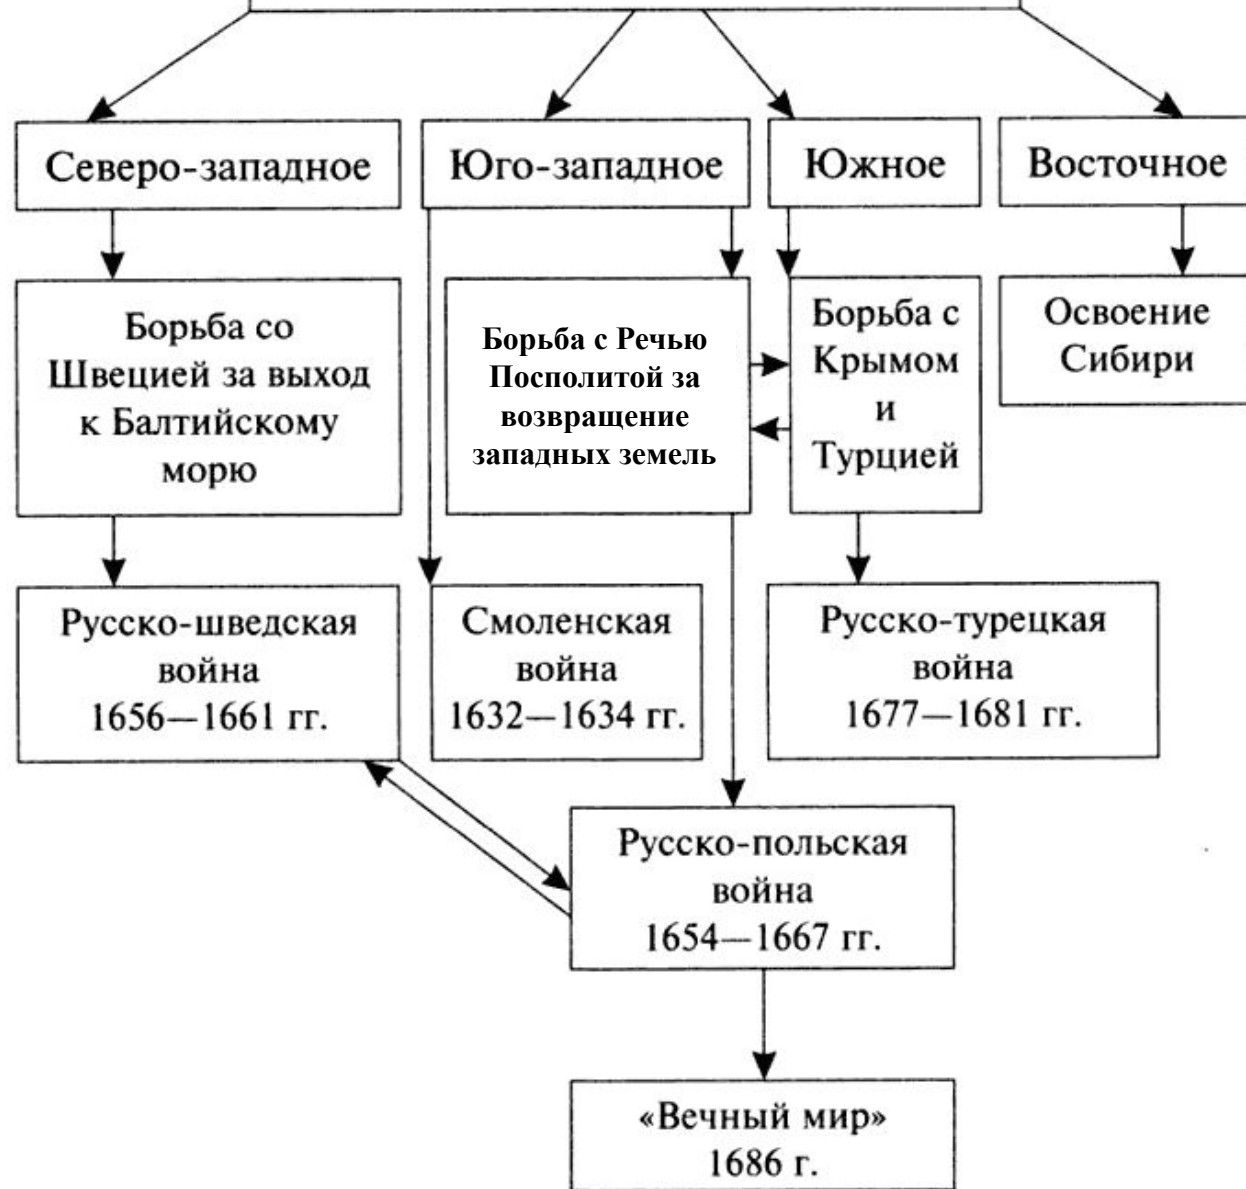 Северо-западное
Юго-западное
Южное
Восточное
Борьба со
Швецией за выход
к Балтийскому
морю
Борьба с Речью
Посполитой за
возвращение
западных земель
Борьба с
Крымом
и
Турцией
Освоение
Сибири
Русско-шведская
война
1656—1661 гг.
Смоленская
война
1632—1634 гг.
Русско-турецкая
война
1677—1681 гг.
Русско-польская
война
1654—1667 гг.
«Вечный мир»
1686 г.